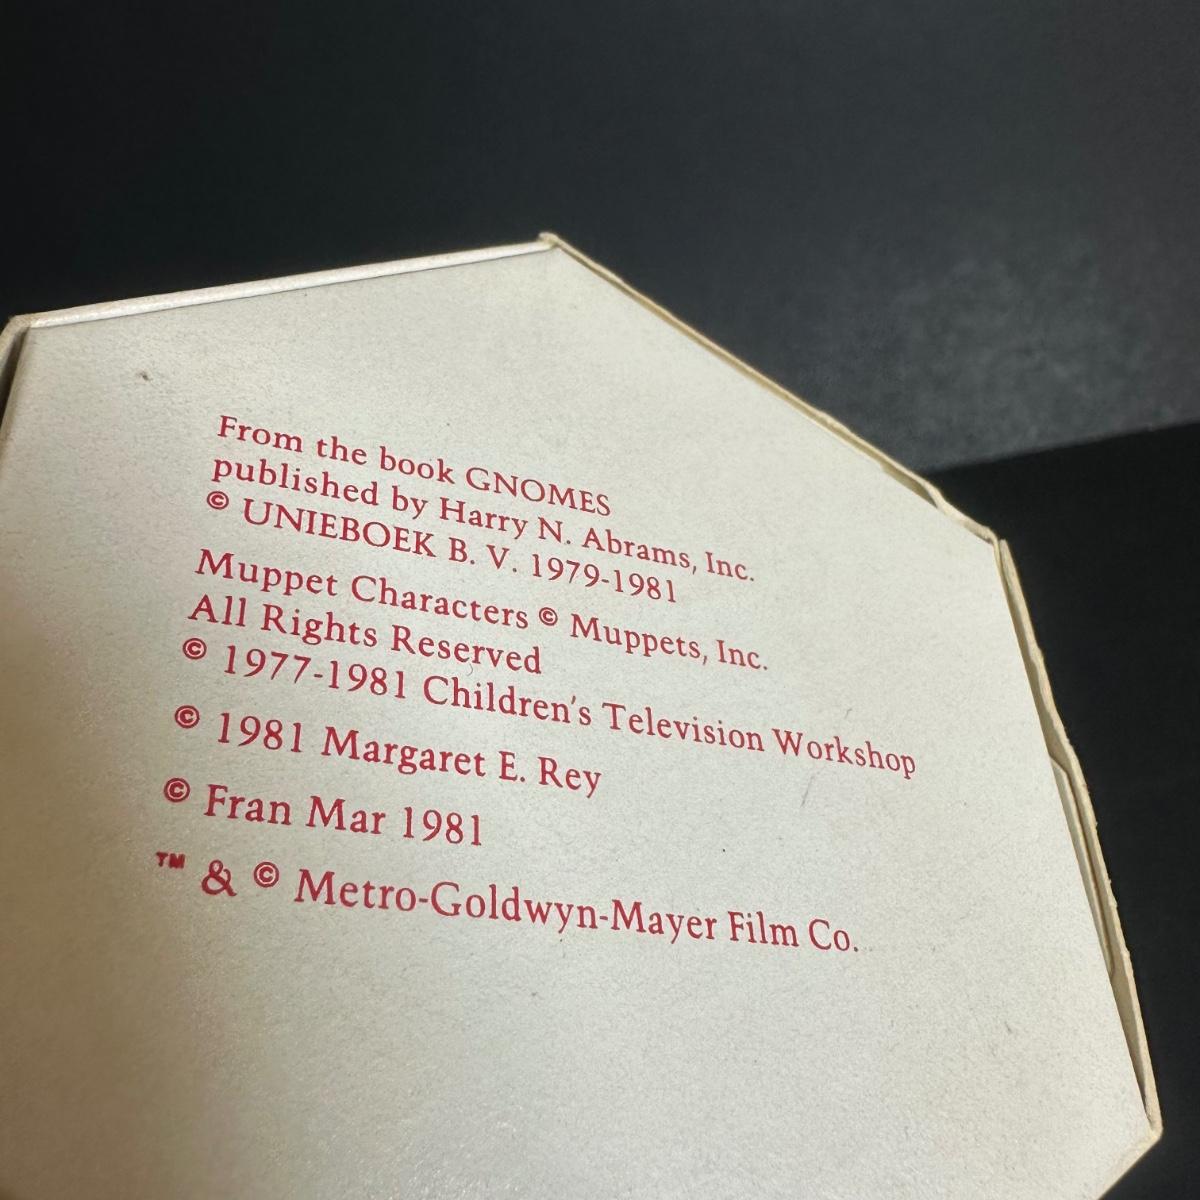 From the book GNOMES
published by Harry N. Abrams, Inc.
© UNIEBOEK B. V. 1979-1981
Muppet Characters © Muppets, Inc.
All Rights Reserved
© 1977-1981 Children's Television Workshop
© 1981 Margaret E. Rey
© Fran Mar 1981
™ & © Metro-Goldwyn-Mayer Film Co.